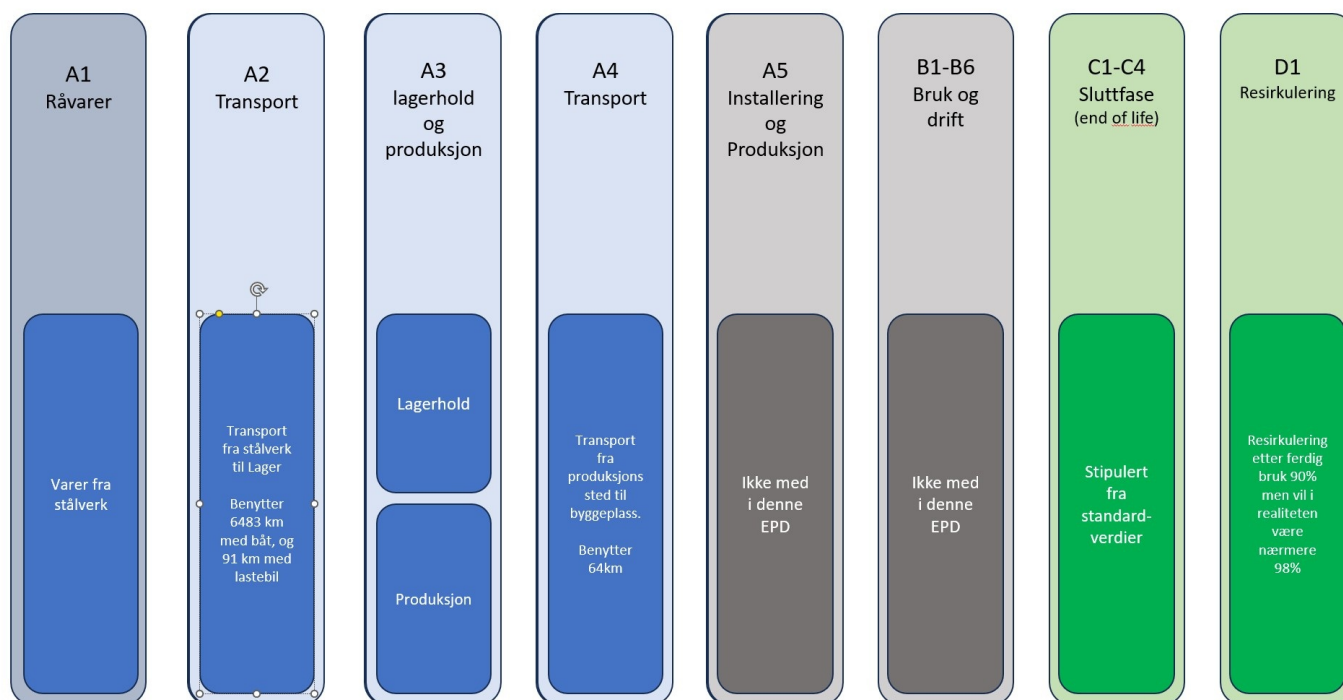 A1
Råvarer
Varer fra
stålverk
A2
Transport
Transport
fra stålverk
til Lager
Benytter
6483 km
med båt, og
91 km med
lastebil
A3
lagerhold
og
produksjon
Lagerhold
Produksjon
A4
Transport
Transport
fra
produksjons
sted til
byggeplass.
Benytter
64km
A5
Installering
og
Produksjon
Ikke med
i denne
EPD
B1-B6
Bruk og
drift
Ikke med
i denne
EPD
C1-C4
Sluttfase
(end of life)
Stipulert
fra
standard-
verdier
D1
Resirkulering
Resirkulering
etter ferdig
bruk 90%
men vil i
realiteten
være
nærmere
98%